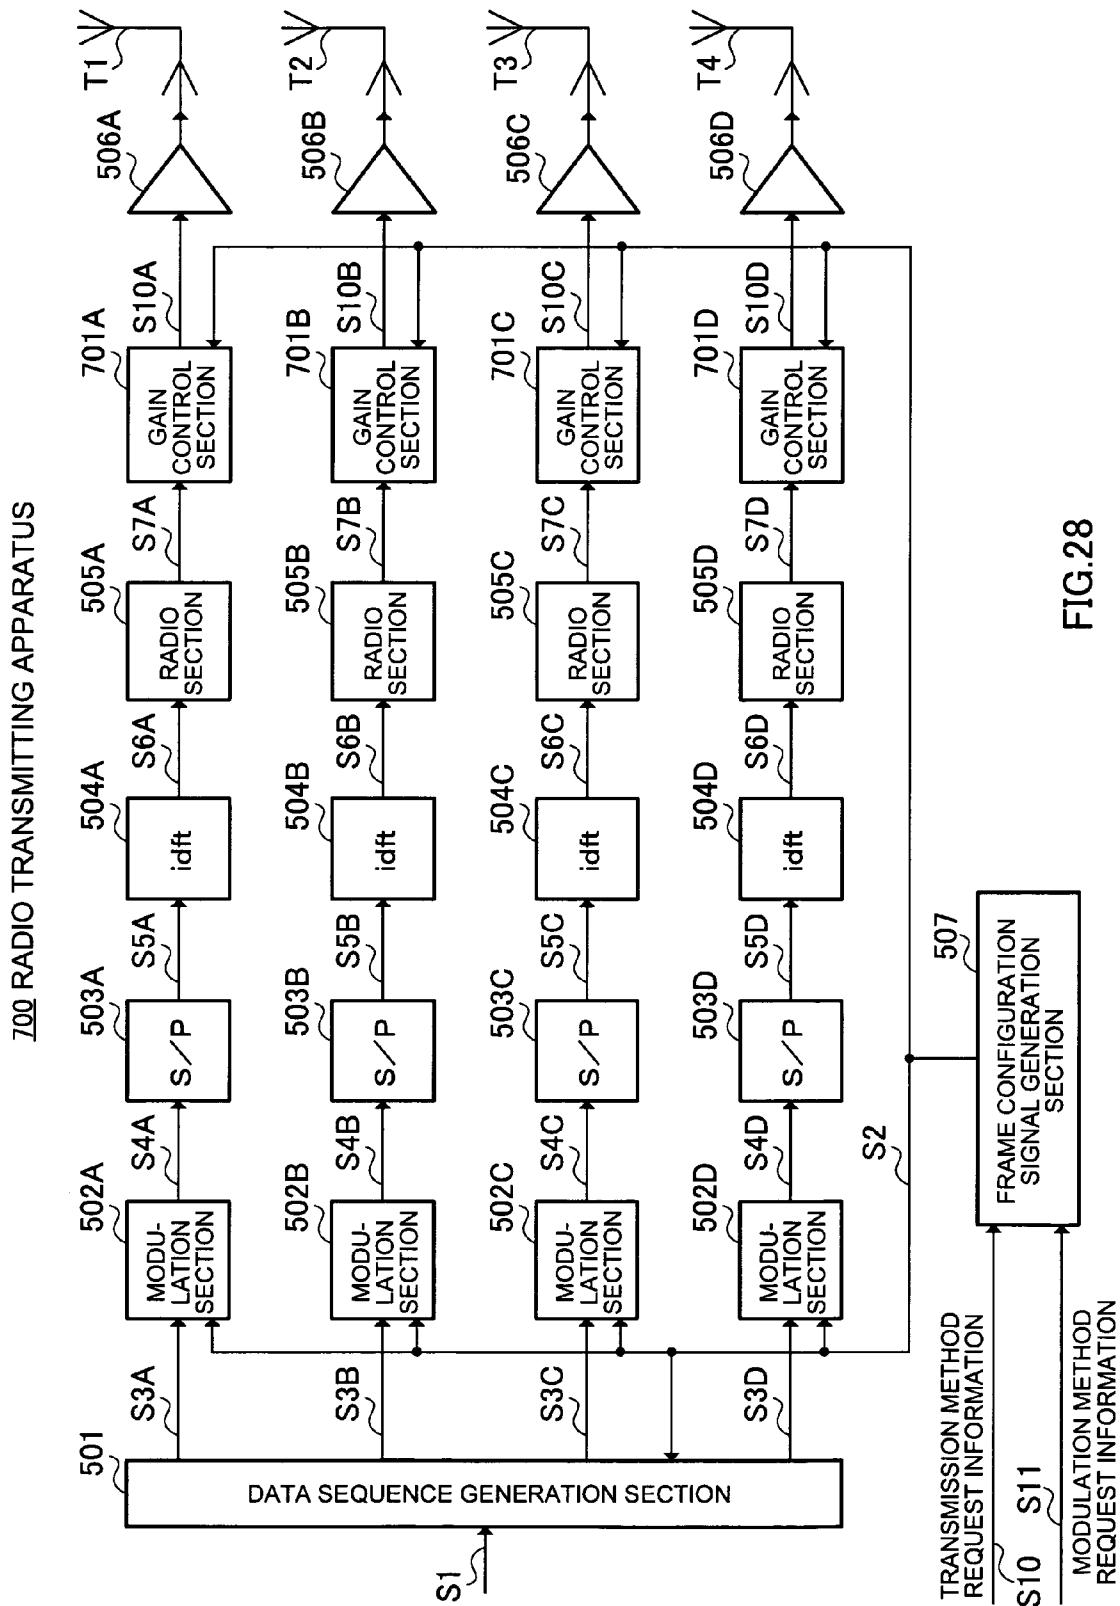 700 RADIO TRANSMITTING APPARATUS
501
S3A
502A
S4A
503A
S5A
504A
S6A
505A
S7A
701A
S10A
506A
T1
MODU-
LATION
SECTION
S/P
idft
RADIO
SECTION
GAIN
CONTROL
SECTION
S3B
502B
S4B
503B
S5B
504B
S6B
505B
S7B
701B
S10B
506B
T2
MODU-
LATION
SECTION
S/P
idft
RADIO
SECTION
GAIN
CONTROL
SECTION
S1
DATA SEQUENCE GENERATION SECTION
S3C
502C
S4C
503C
S5C
504C
S6C
505C
S7C
701C
S10C
506C
T3
MODU-
LATION
SECTION
S/P
idft
RADIO
SECTION
GAIN
CONTROL
SECTION
S3D
502D
S4D
503D
S5D
504D
S6D
505D
S7D
701D
S10D
506D
T4
MODU-
LATION
SECTION
S/P
idft
RADIO
SECTION
GAIN
CONTROL
SECTION
S2
507
TRANSMISSION METHOD
REQUEST INFORMATION
S10
S11
MODULATION METHOD
REQUEST INFORMATION
FRAME CONFIGURATION
SIGNAL GENERATION
SECTION
FIG.28